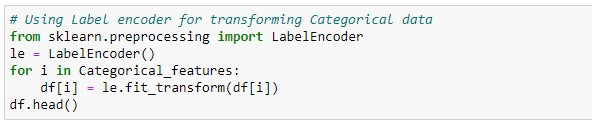 # Using Label encoder for transforming Categorical data
from sklearn.preprocessing import LabelEncoder
le = LabelEncoder()
for i in Categorical_features:
    df[i] = le.fit_transform(df[i])
df.head()